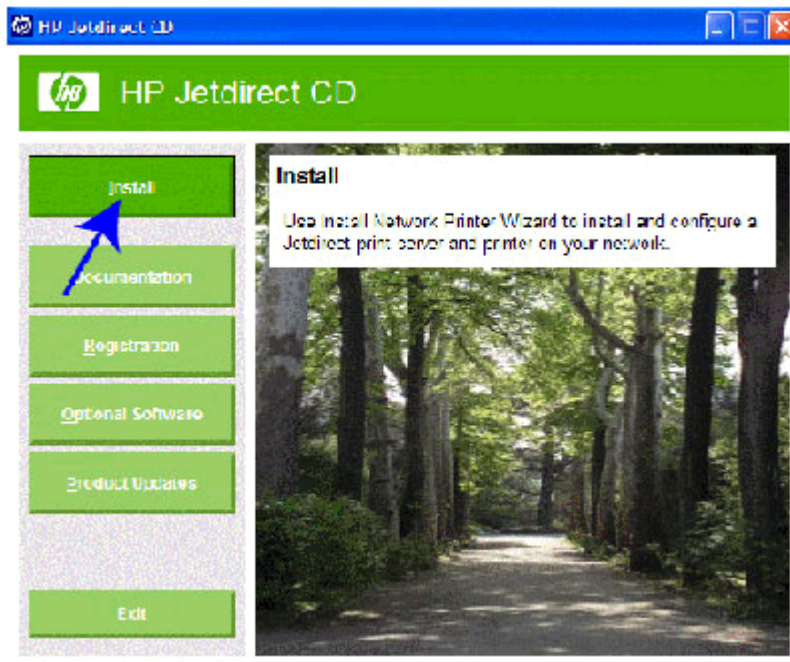 HP Jetdirect CD
hp HP Jetdirect CD
Install
Documentation
Registration
Optional Software
Product Updates
Exit
Install
Use Install Network Printer Wizard to install and configure a
Jetdirect print server and printer on your network.